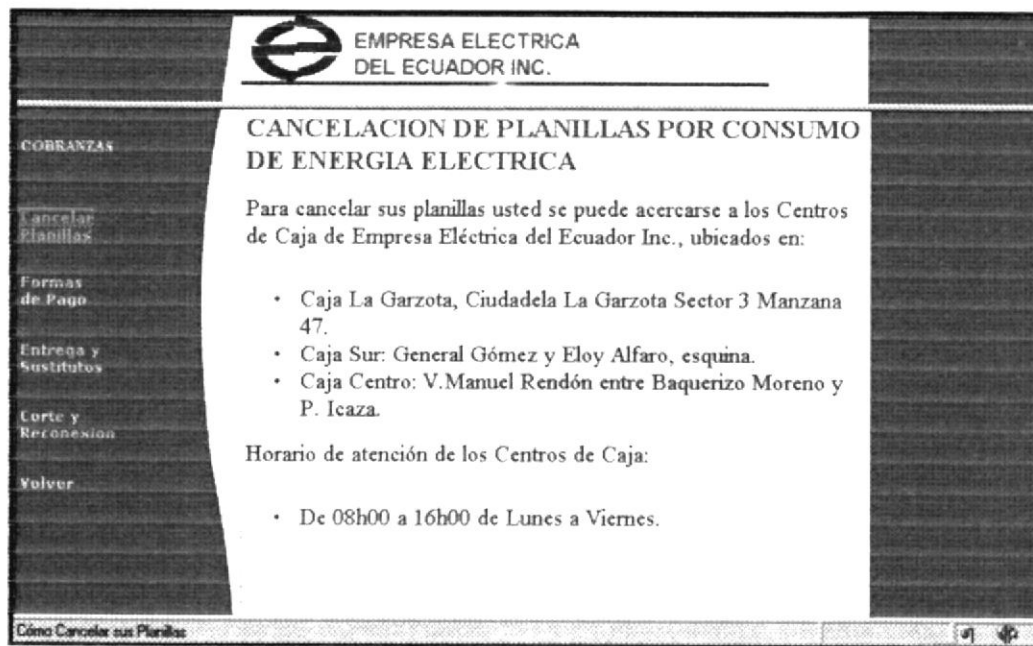 EMPRESA ELECTRICA
DEL ECUADOR INC.
COBRANZAS
Cancelar
Planillas
Formas
de Pago
Entrega y
Sustitutos
Corte y
Reconexion
Volver
CANCELACION DE PLANILLAS POR CONSUMO
DE ENERGIA ELECTRICA
Para cancelar sus planillas usted se puede acercarse a los Centros
de Caja de Empresa Eléctrica del Ecuador Inc., ubicados en:
· Caja La Garzota, Ciudadela La Garzota Sector 3 Manzana
47.
· Caja Sur: General Gómez y Eloy Alfaro, esquina.
· Caja Centro: V.Manuel Rendón entre Baquerizo Moreno y
P. Icaza.
Horario de atención de los Centros de Caja:
· De 08h00 a 16h00 de Lunes a Viernes.
Cómo Cancelar sus Planillas